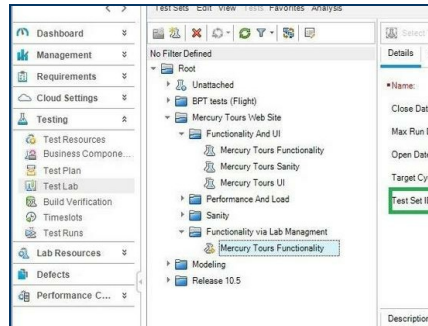 Test Sets Edit View Tests Favorites Analysis
Dashboard
Management
Requirements
Cloud Settings
Testing
Test Resources
Business Compone...
Test Plan
Test Lab
Build Verification
Timeslots
Test Runs
Lab Resources
Defects
Performance C...
No Filter Defined
Root
Unattached
BPT tests (Flight)
Mercury Tours Web Site
Functionality And UI
Mercury Tours Functionality
Mercury Tours Sanity
Mercury Tours UI
Performance And Load
Sanity
Functionality via Lab Managment
Mercury Tours Functionality
Modeling
Release 10.5
Select
Details
*Name:
Close Dat
Max Run D
Open Date
Target Cy
Test Set I
Description